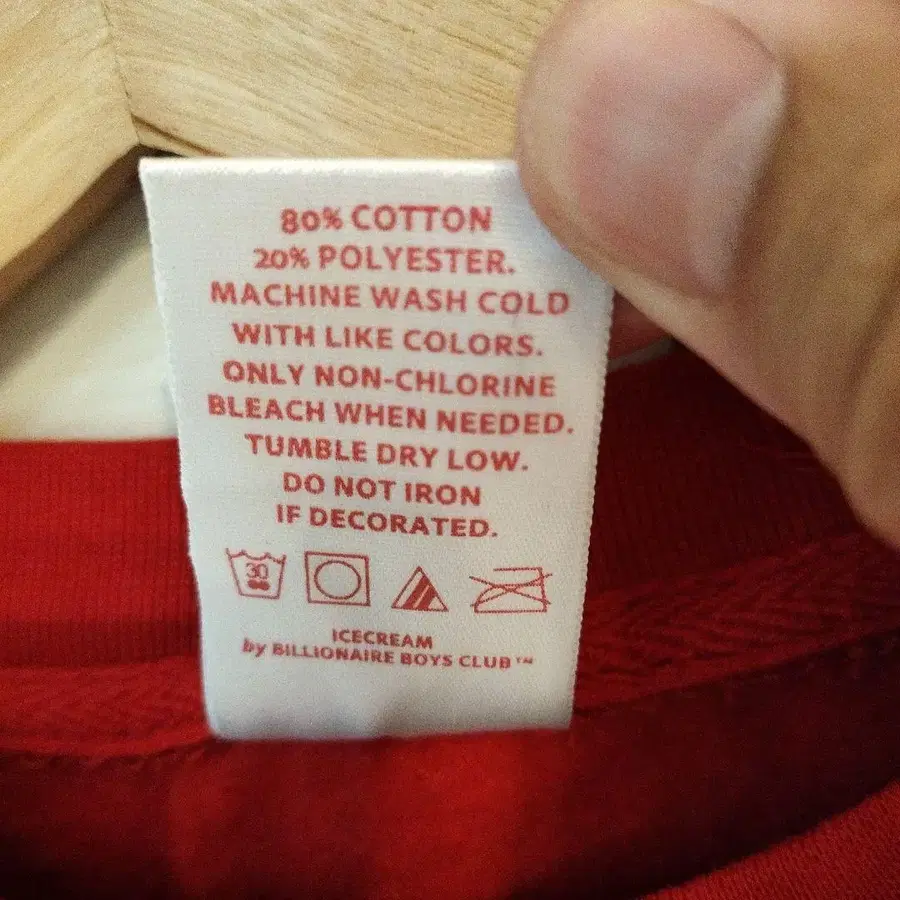 80% COTTON
20% POLYESTER.
MACHINE WASH COLD
WITH LIKE COLORS.
ONLY NON-CHLORINE
BLEACH WHEN NEEDED.
TUMBLE DRY LOW.
DO NOT IRON
IF DECORATED.
30
ICECREAM
by BILLIONAIRE BOYS CLUB™